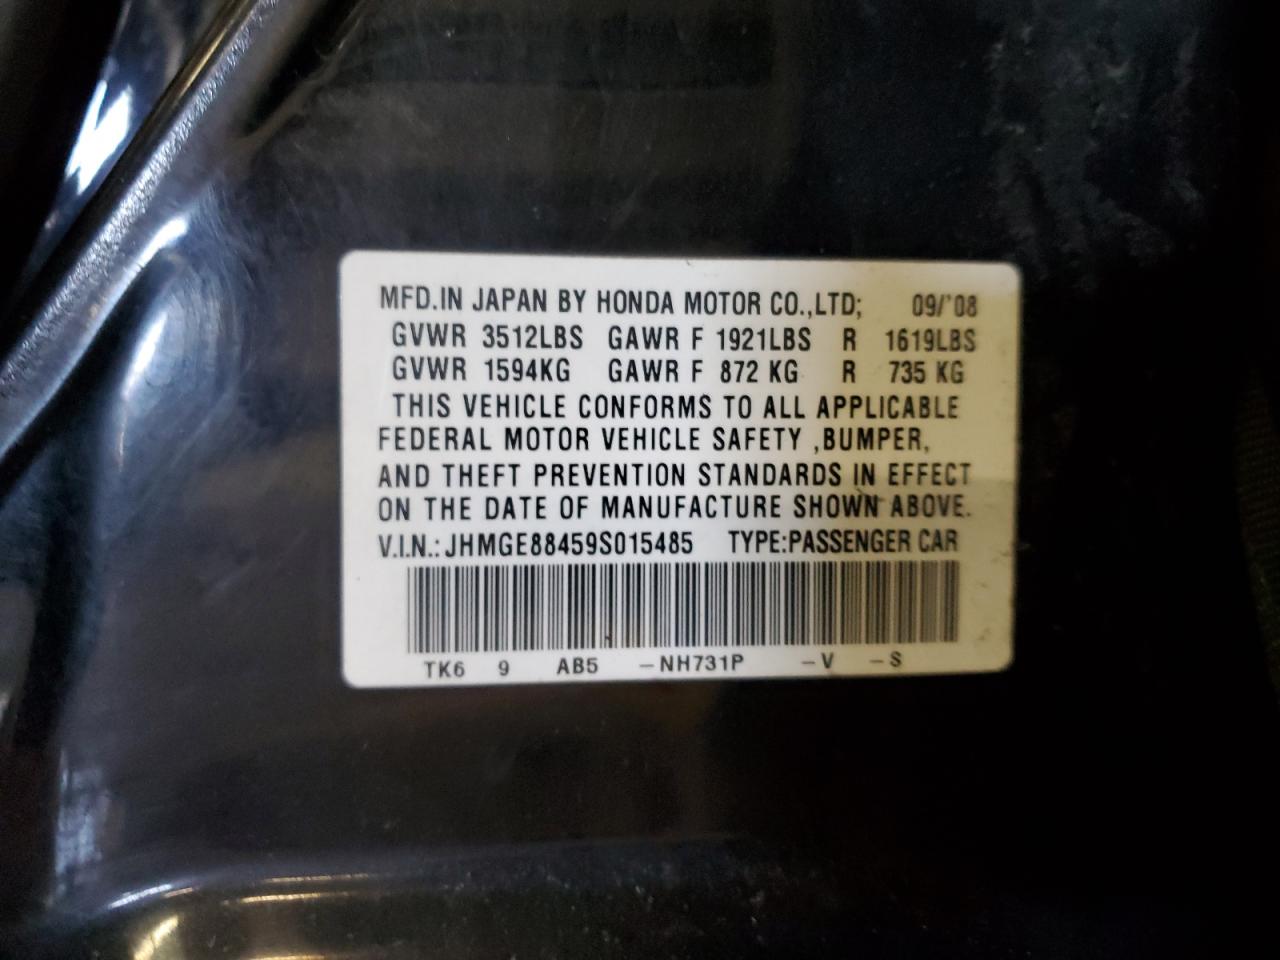 MFD.IN JAPAN BY HONDA MOTOR CO.,LTD; 09/'08
GVWR 3512LBS GAWR F 1921LBS R 1619LBS
GVWR 1594KG GAWR F 872 KG R 735 KG
THIS VEHICLE CONFORMS TO ALL APPLICABLE
FEDERAL MOTOR VEHICLE SAFETY ,BUMPER,
AND THEFT PREVENTION STANDARDS IN EFFECT
ON THE DATE OF MANUFACTURE SHOWN ABOVE.
V.I.N.: JHMGE88459S015485 TYPE:PASSENGER CAR
TK6 9 AB5 -NH731P -V -S